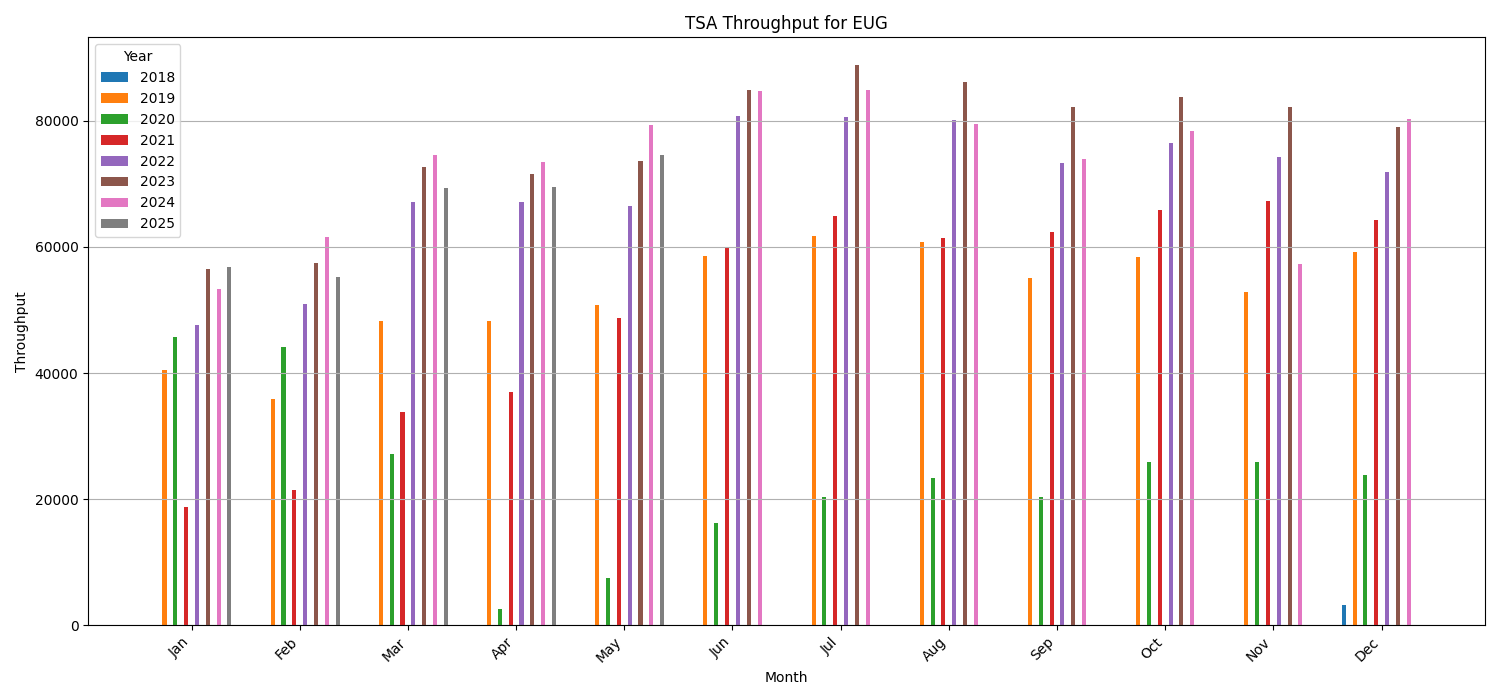 TSA Throughput for EUG
Year
2018
2019
2020
2021
2022
2023
2024
2025
Throughput
80000
60000
40000
20000
0
Jan
Feb
Mar
Apr
May
Jun
Jul
Aug
Sep
Oct
Nov
Dec
Month